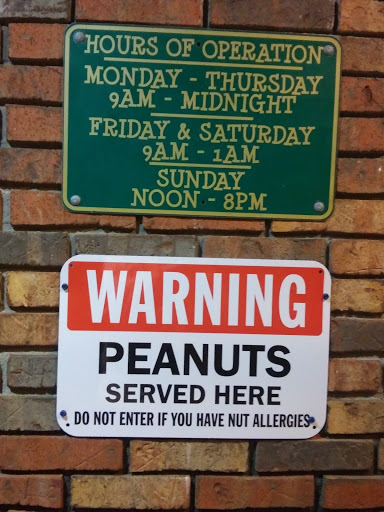 HOURS OF OPERATION
MONDAY - THURSDAY
9AM - MIDNIGHT
FRIDAY & SATURDAY
9AM - 1AM
SUNDAY
NOON - 8PM
WARNING
PEANUTS
SERVED HERE
DO NOT ENTER IF YOU HAVE NUT ALLERGIES